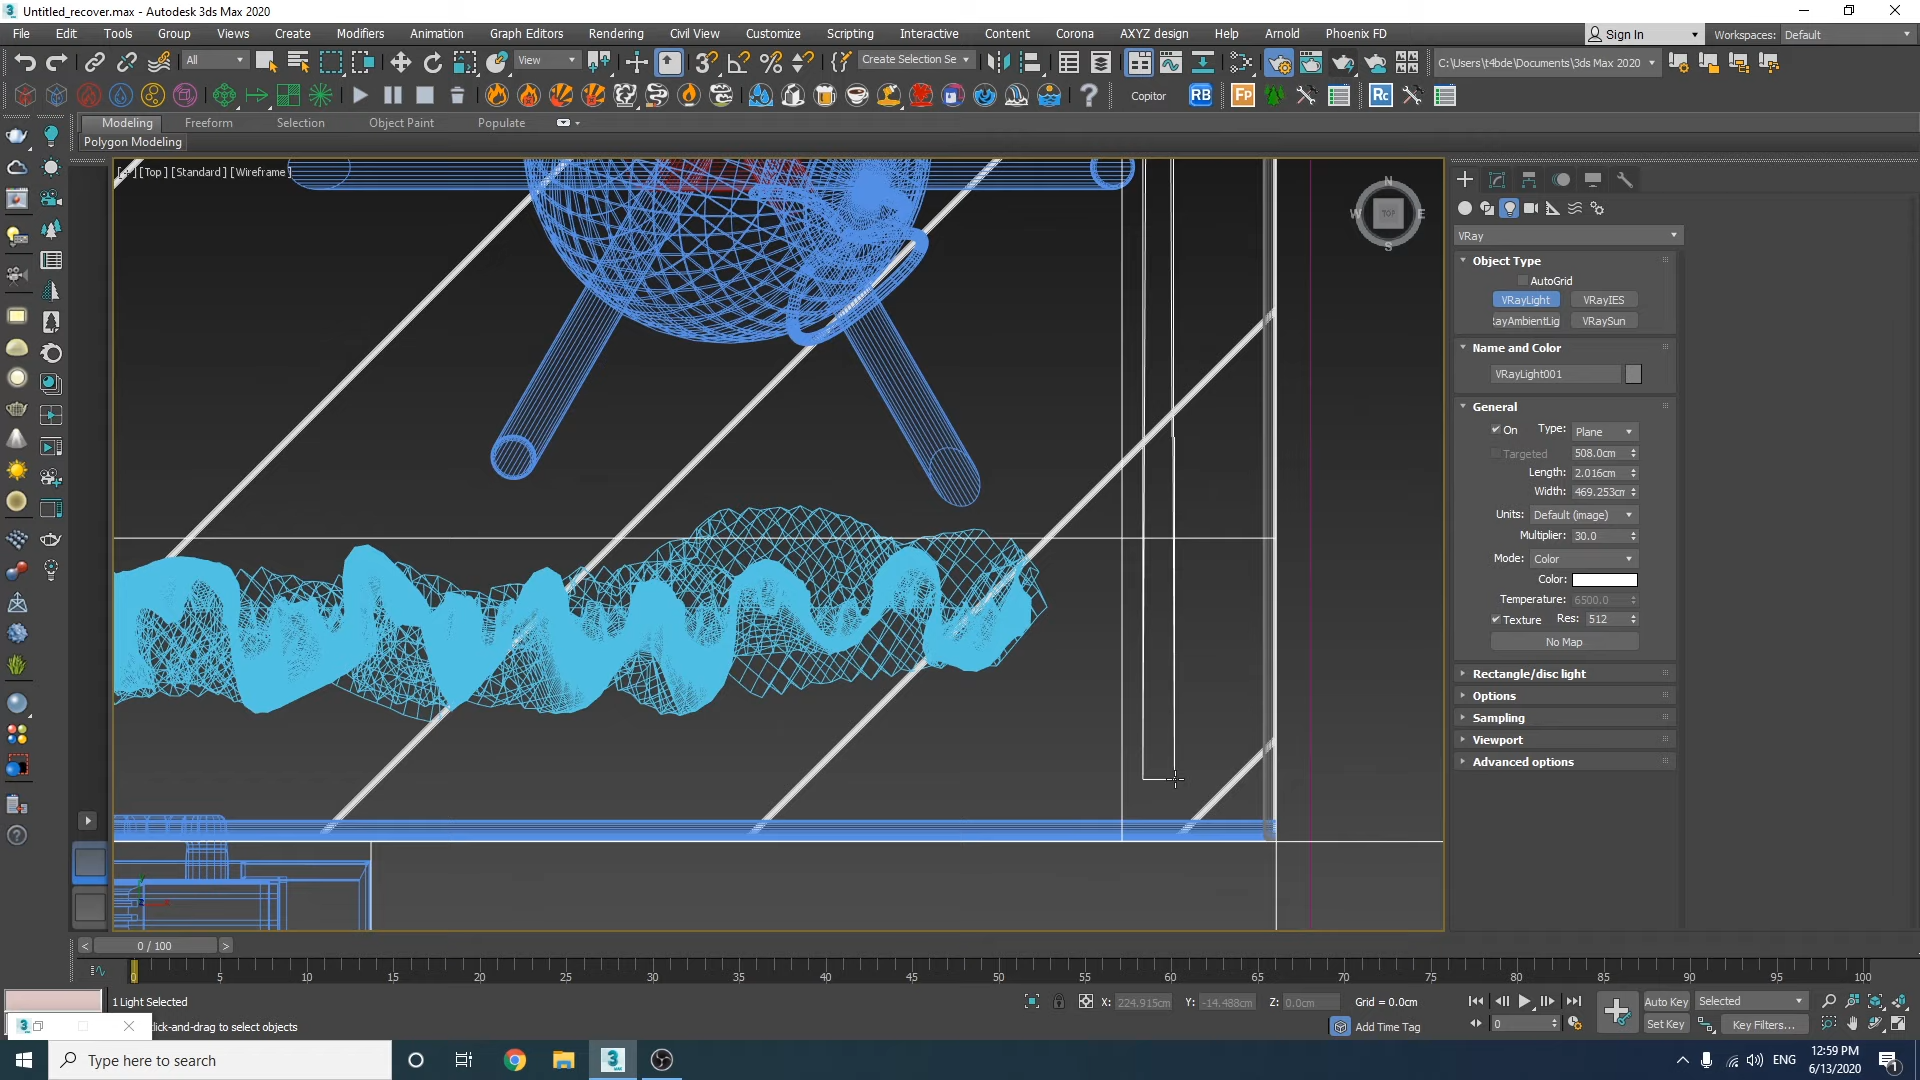 Untitled_recover.max - Autodesk 3ds Max 2020
File Edit Tools Group Views Create Modifiers Animation Graph Editors Rendering Civil View Customize Scripting Interactive Content Corona AXYZ design Help Arnold Phoenix FD
Sign In Workspaces: Default
All View Create Selection Se C:\Users\t4bde\Documents\3ds Max 2020
Copitor RB Fp Rc
Modeling Freeform Selection Object Paint Populate
Polygon Modeling
[Top] [Standard] [Wireframe]
N
W TOP E
S
VRay
Object Type
AutoGrid
VRayLight VRayIES
RayAmbientLig VRaySun
Name and Color
VRayLight001
General
On Type: Plane
Targeted 508.0cm
Length: 2.016cm
Width: 469.253cm
Units: Default (image)
Multiplier: 30.0
Mode: Color
Color:
Temperature: 6500.0
Texture Res: 512
No Map
Rectangle/disc light
Options
Sampling
Viewport
Advanced options
< 0 / 100 >
0 5 10 15 20 25 30 35 40 45 50 55 60 65 70 75 80 85 90 95 100
1 Light Selected
X: 224.915cm Y: -14.488cm Z: 0.0cm Grid = 0.0cm
Auto Key Selected
click-and-drag to select objects
Add Time Tag
0
Set Key Key Filters...
Type here to search
ENG
12:59 PM
6/13/2020
1